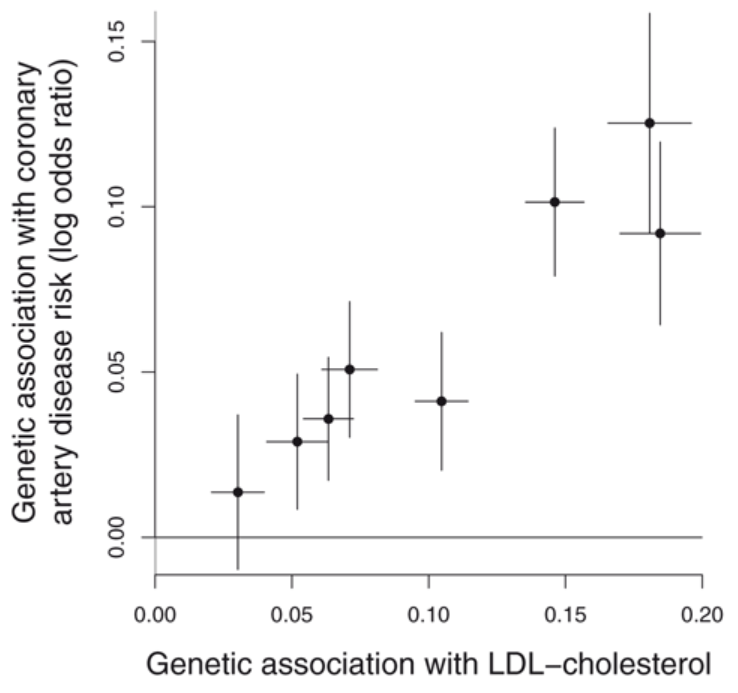 Genetic association with coronary
artery disease risk (log odds ratio)
0.15
0.10
0.05
0.00
0.00 0.05 0.10 0.15 0.20
Genetic association with LDL−cholesterol